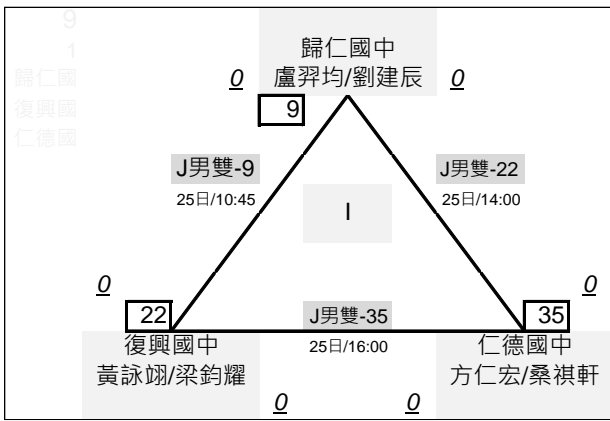 9
1
歸仁國
復興國
仁德國
歸仁國中
0 盧羿均/劉建辰 0
9
J男雙-9
J男雙-22
25日/10:45
25日/14:00
I
0
0
22
J男雙-35
35
復興國中
25日/16:00
仁德國中
黃詠翊/梁鈞耀
方仁宏/桑祺軒
0
0